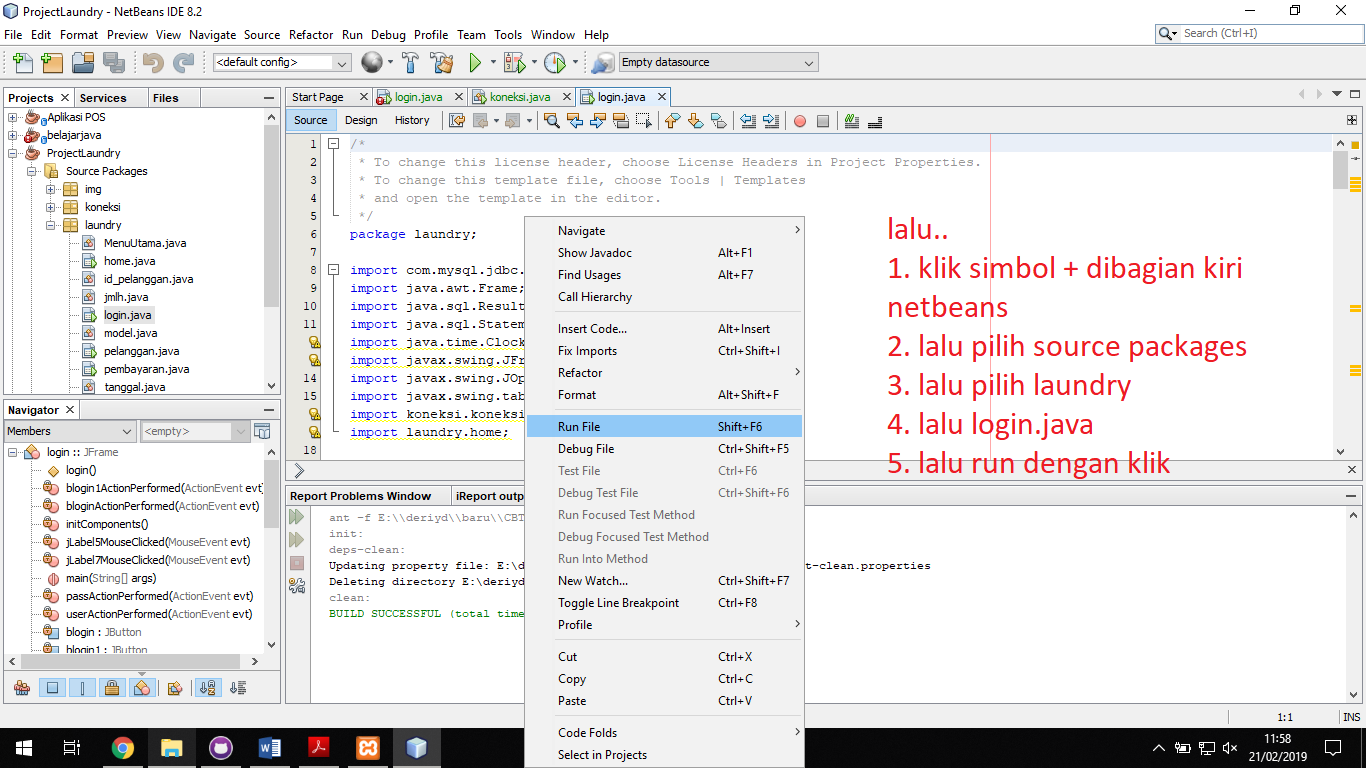 ProjectLaundry - NetBeans IDE 8.2
File Edit Format Preview View Navigate Source Refactor Run Debug Profile Team Tools Window Help
Search (Ctrl+I)
<default config>
Empty datasource
Projects Services Files
Aplikasi POS
belajarjava
ProjectLaundry
Source Packages
img
koneksi
laundry
MenuUtama.java
home.java
id_pelanggan.java
jmlh.java
login.java
model.java
pelanggan.java
pembayaran.java
tanggal.java
Navigator
Members <empty>
login :: JFrame
login()
blogin1ActionPerformed(ActionEvent evt)
bloginActionPerformed(ActionEvent evt)
initComponents()
jLabel5MouseClicked(MouseEvent evt)
jLabel7MouseClicked(MouseEvent evt)
main(String[] args)
passActionPerformed(ActionEvent evt)
userActionPerformed(ActionEvent evt)
blogin : JButton
blogin1 : JButton
Start Page login.java koneksi.java login.java
Source Design History
1 /*
2 * To change this license header, choose License Headers in Project Properties.
3 * To change this template file, choose Tools | Templates
4 * and open the template in the editor.
5 */
6 package laundry;
7
8 import com.mysql.jdbc.
9 import java.awt.Frame;
10 import java.sql.Result
11 import java.sql.Statem
import java.time.Clock
import javax.swing.JFr
14 import javax.swing.JOp
15 import javax.swing.tab
import koneksi.koneksi
import laundry.home;
18
Navigate
Show Javadoc Alt+F1
Find Usages Alt+F7
Call Hierarchy
Insert Code... Alt+Insert
Fix Imports Ctrl+Shift+I
Refactor
Format Alt+Shift+F
Run File Shift+F6
Debug File Ctrl+Shift+F5
Test File Ctrl+F6
Debug Test File Ctrl+Shift+F6
Run Focused Test Method
Debug Focused Test Method
Run Into Method
New Watch... Ctrl+Shift+F7
Toggle Line Breakpoint Ctrl+F8
Profile
Cut Ctrl+X
Copy Ctrl+C
Paste Ctrl+V
Code Folds
Select in Projects
lalu..
1. klik simbol + dibagian kiri
netbeans
2. lalu pilih source packages
3. lalu pilih laundry
4. lalu login.java
5. lalu run dengan klik
Report Problems Window iReport outp
ant -f E:\\deriyd\\baru\\CBT
init:
deps-clean:
Updating property file: E:\d t-clean.properties
Deleting directory E:\deriyd
clean:
BUILD SUCCESSFUL (total time
1:1 INS
11:58
21/02/2019